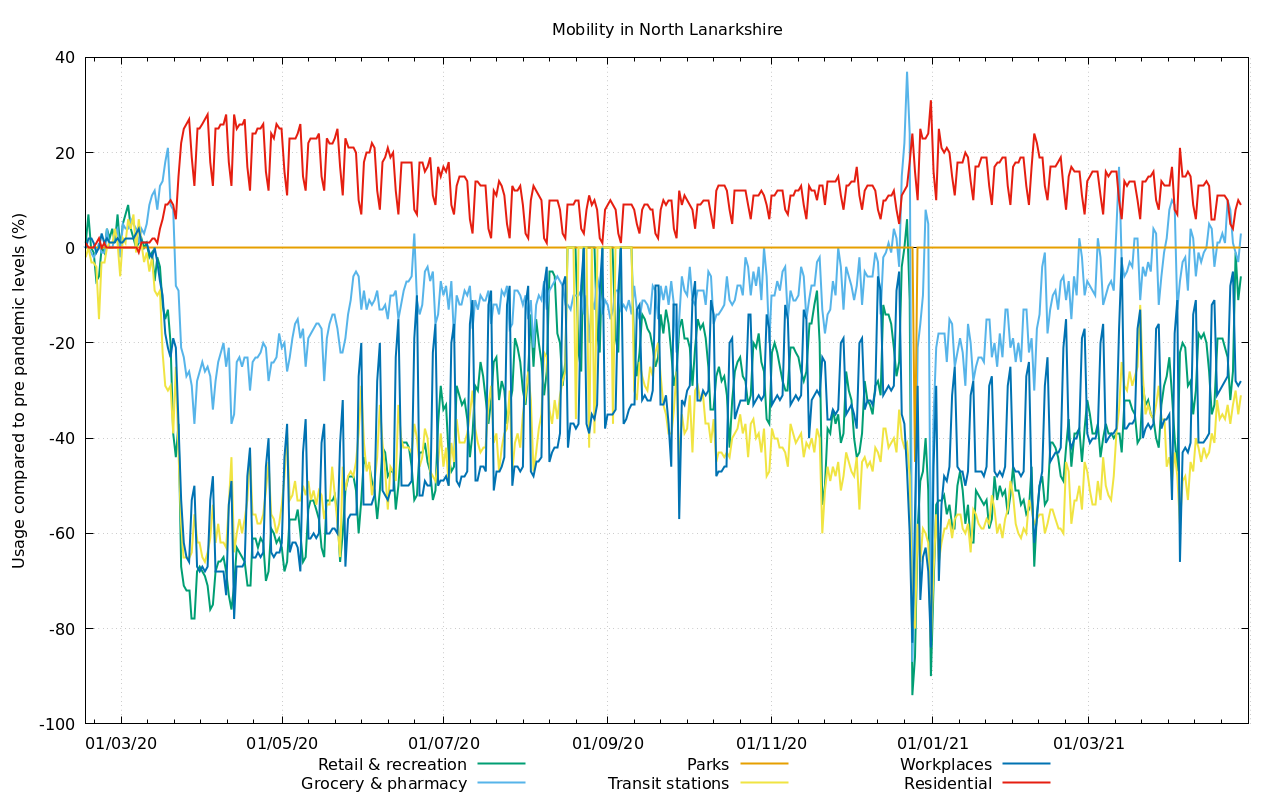 Mobility in North Lanarkshire
Usage compared to pre pandemic levels (%)
40
20
0
-20
-40
-60
-80
-100
01/03/20 01/05/20 01/07/20 01/09/20 01/11/20 01/01/21 01/03/21
Retail & recreation Parks Workplaces
Grocery & pharmacy Transit stations Residential